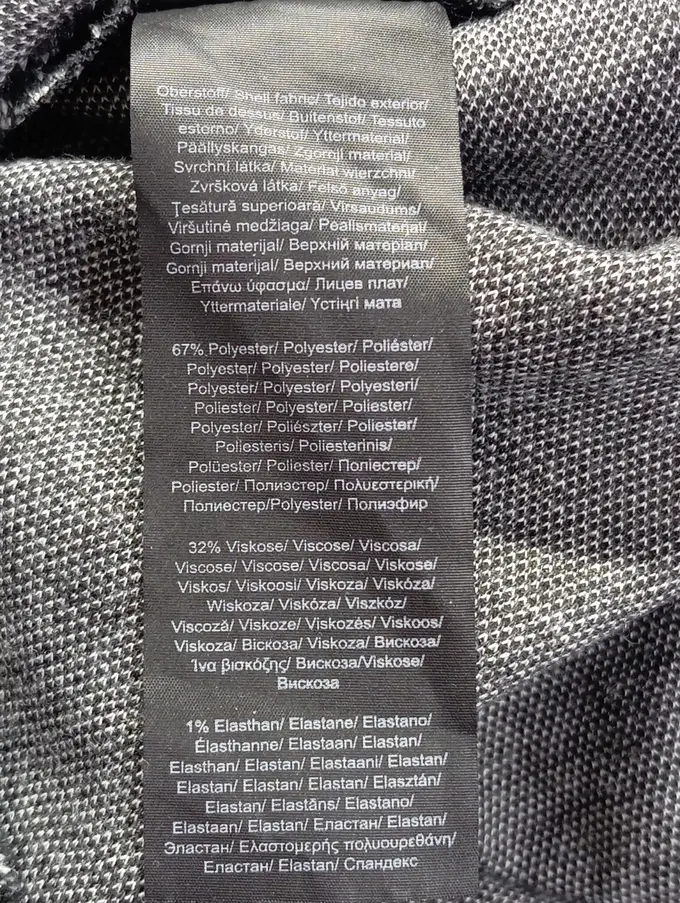 Oberstoff/ Shell fabric/ Tejido exterior/
Tissu de dessus/ Buitenstof/ Tessuto
esterno/ Yderstof/ Yttermaterial/
Päällyskangas/ Zgornji material/
Svrchní látka/ Materiał wierzchni/
Zvršková látka/ Felső anyag/
Țesătură superioară/ Virsaudums/
Viršutinė medžiaga/ Pealismaterjal/
Gornji materijal/ Верхній матеріал/
Gornji materijal/ Верхний материал/
Επάνω ύφασμα/ Лицев плат/
Yttermateriale/ Үстіңгі мата
67% Polyester/ Polyester/ Poliéster/
Polyester/ Polyester/ Poliestere/
Polyester/ Polyester/ Polyesteri/
Poliester/ Polyester/ Poliester/
Polyester/ Poliészter/ Poliester/
Poliesteris/ Poliesterinis/
Polüester/ Poliester/ Поліестер/
Poliester/ Полиэстер/ Πολυεστερική/
Полиестер/Polyester/ Полиэфир
32% Viskose/ Viscose/ Viscosa/
Viscose/ Viscose/ Viscosa/ Viskose/
Viskos/ Viskoosi/ Viskoza/ Viskóza/
Wiskoza/ Viskóza/ Viszkóz/
Viscoză/ Viskoze/ Viskozės/ Viskoos/
Viskoza/ Віскоза/ Viskoza/ Вискоза/
Ίνα βισκόζης/ Вискоза/Viskose/
Вискоза
1% Elasthan/ Elastane/ Elastano/
Élasthanne/ Elastaan/ Elastan/
Elasthan/ Elastan/ Elastaani/ Elastan/
Elastan/ Elastan/ Elastan/ Elasztán/
Elastan/ Elastāns/ Elastano/
Elastaan/ Elastan/ Еластан/ Elastan/
Эластан/ Ελαστομερής πολυουρεθάνη/
Еластан/ Elastan/ Спандекс